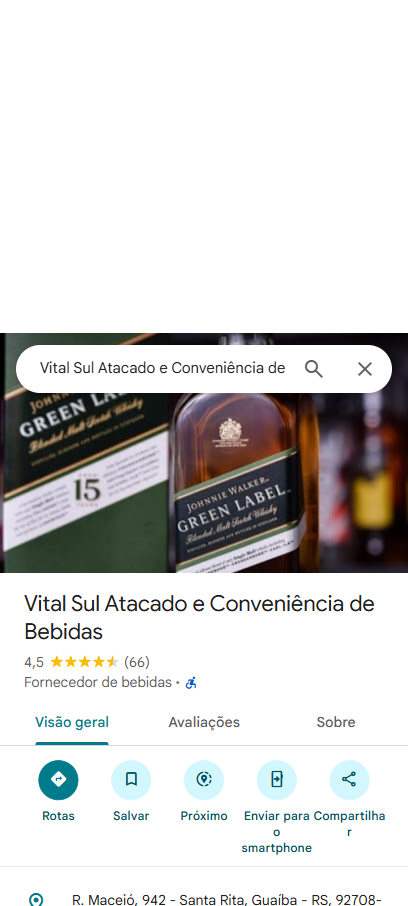 Vital Sul Atacado e Conveniência de
JOHNNIE WALKER
GREEN LABEL
Blended Malt Scotch Whisky
15
YEARS
JOHNNIE WALKER
GREEN LABEL
Blended Malt Scotch Whisky
Vital Sul Atacado e Conveniência de
Bebidas
4,5 (66)
Fornecedor de bebidas ·
Visão geral Avaliações Sobre
Rotas Salvar Próximo Enviar para o smartphone Compartilhar
R. Maceió, 942 - Santa Rita, Guaíba - RS, 92708-